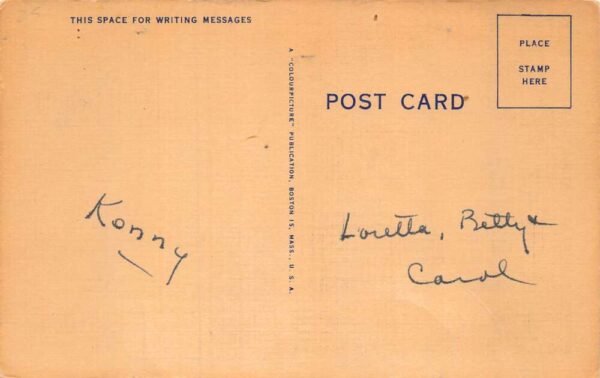 THIS SPACE FOR WRITING MESSAGES
A "COLOURPICTURE" PUBLICATION, BOSTON 15, MASS., U. S. A.
POST CARD
PLACE
STAMP
HERE
Konny
Loretta, Betty &
Carol